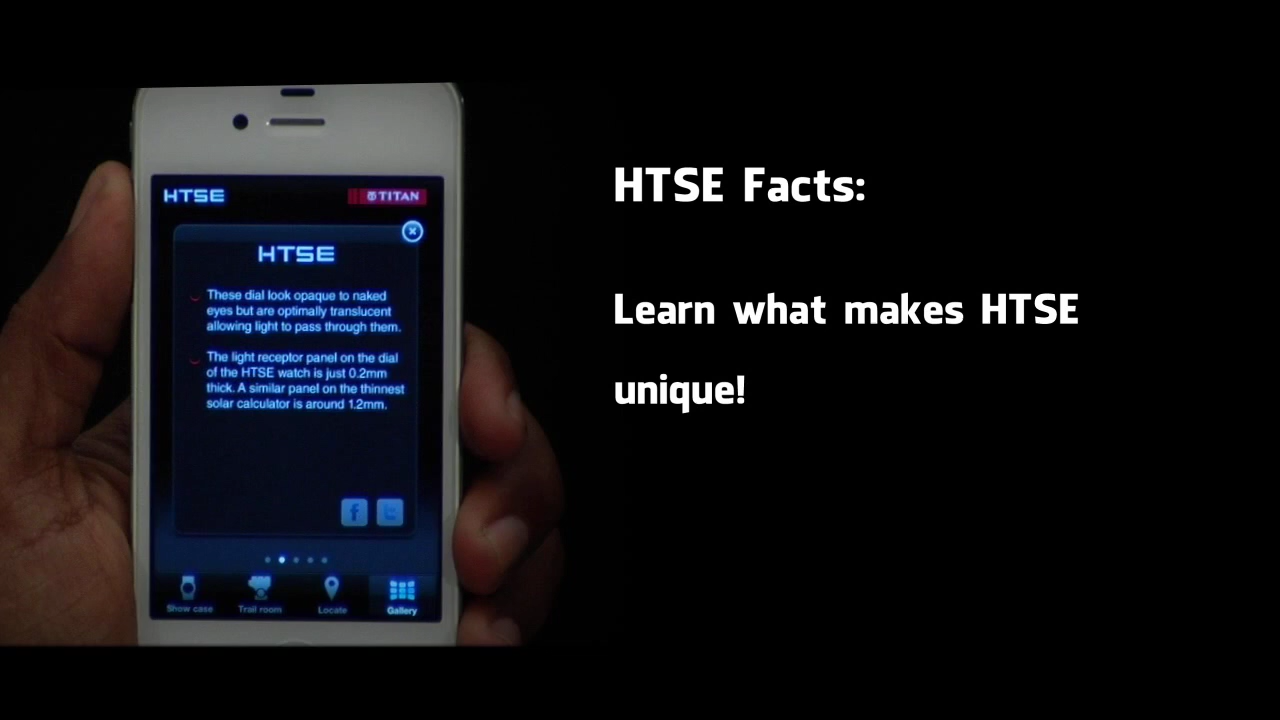 HTSE
TITAN
HTSE
These dial look opaque to naked
eyes but are optimally translucent
allowing light to pass through them.
The light receptor panel on the dial
of the HTSE watch is just 0.2mm
thick. A similar panel on the thinnest
solar calculator is around 1.2mm.
Show case
Trail room
Locate
Gallery
HTSE Facts:
Learn what makes HTSE
unique!